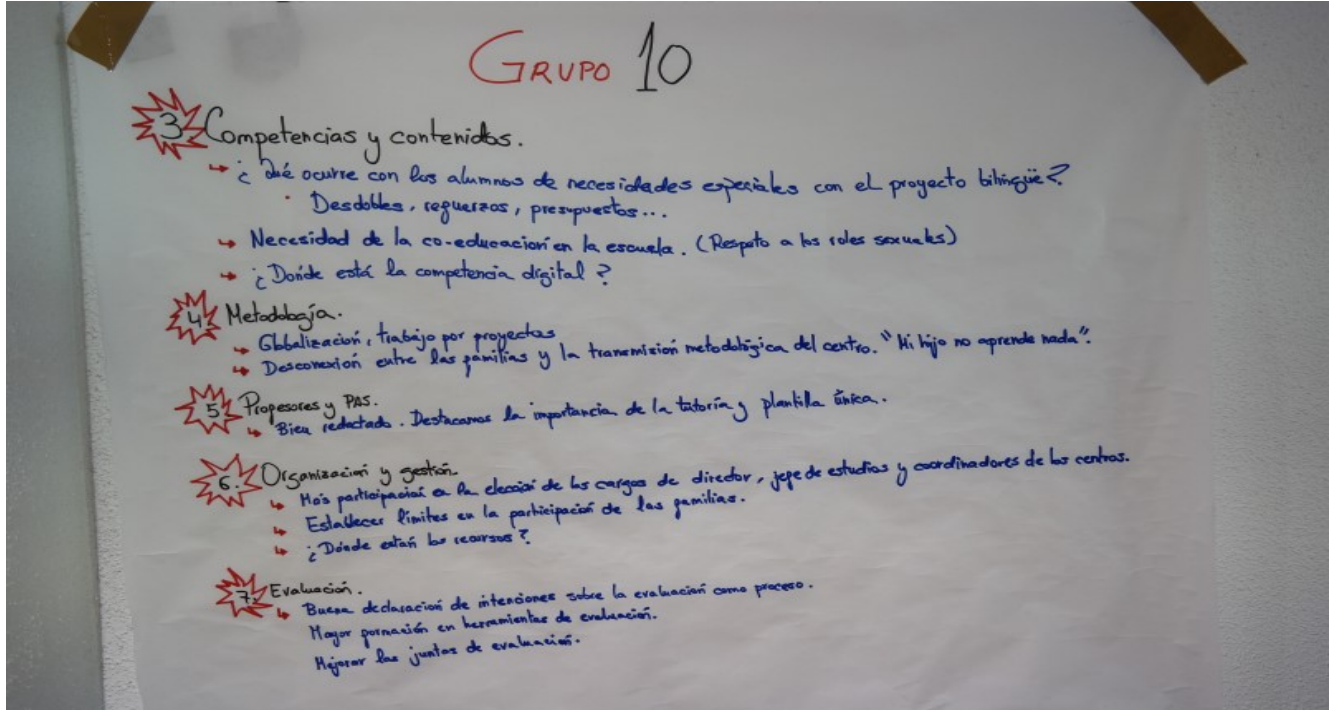 GRUPO 10
3 Competencias y contenidos.
¿Qué ocurre con los alumnos de necesidades especiales con el proyecto bilingüe?
Desdobles, refuerzos, presupuestos...
Necesidad de la co-educación en la escuela. (Respeto a los roles sexuales)
¿Dónde está la competencia digital?
4 Metodología.
Globalización, trabajo por proyectos
Desconexión entre las familias y la transmisión metodológica del centro. "Mi hijo no aprende nada".
5 Profesores y PAS.
Bien redactado. Destacamos la importancia de la tutoría y plantilla única.
6. Organización y gestión.
Más participación en la elección de los cargos de director, jefe de estudios y coordinadores de los centros.
Establecer límites en la participación de las familias.
¿Dónde están los recursos?
7. Evaluación.
Buena declaración de intenciones sobre la evaluación como proceso.
Mayor formación en herramientas de evaluación.
Mejorar las juntas de evaluación.